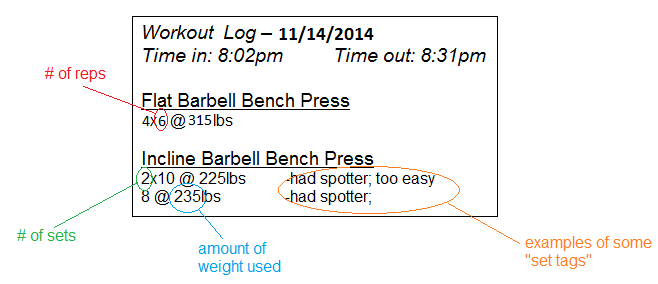 Workout Log – 11/14/2014
Time in: 8:02pm Time out: 8:31pm
# of reps
Flat Barbell Bench Press
4x6 @ 315lbs
Incline Barbell Bench Press
2x10 @ 225lbs -had spotter; too easy
8 @ 235lbs -had spotter;
# of sets
amount of
weight used
examples of some
"set tags"